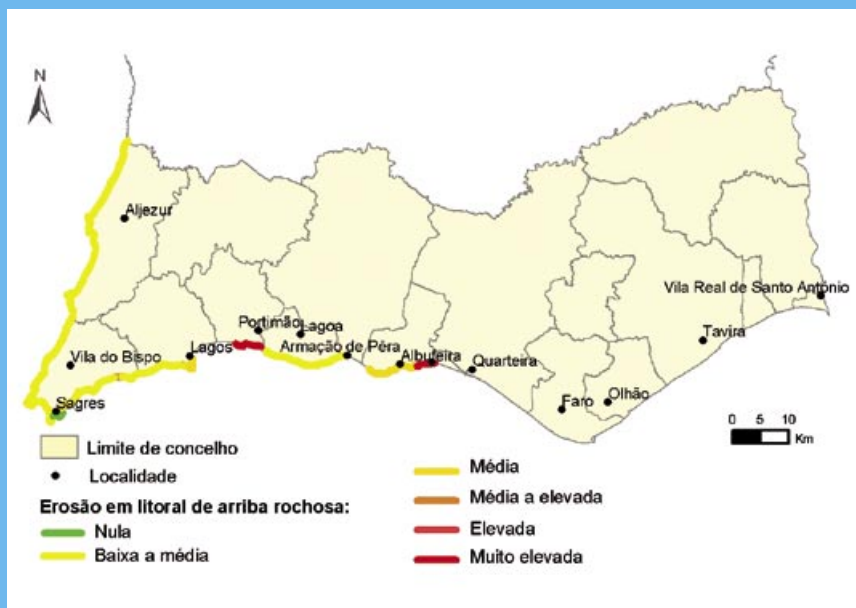 N
Aljezur
Vila Real de Santo António
Portimão
Lagoa
Tavira
Lagos
Armação de Pêra
Vila do Bispo
Albufeira
Quarteira
Sagres
Faro
Olhão
0 5 10
Km
Limite de concelho
Localidade
Erosão em litoral de arriba rochosa:
Nula
Baixa a média
Média
Média a elevada
Elevada
Muito elevada